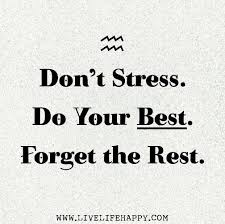 Don't Stress.
Do Your Best.
Forget the Rest.
WWW.LIVELIFEHAPPY.COM